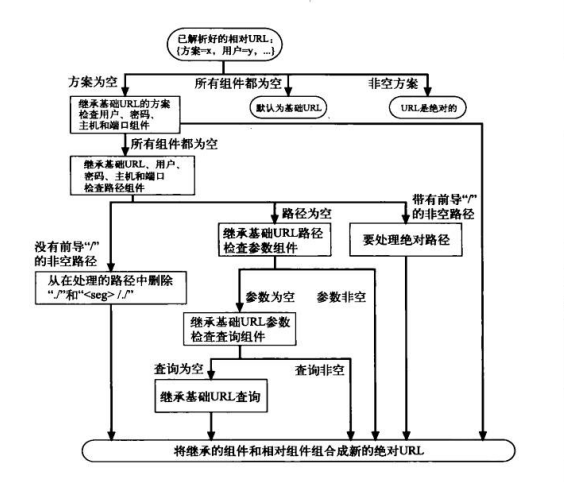 已解析好的相对URL：
{方案=x，用户=y，...}
方案为空
所有组件都为空
非空方案
继承基础URL的方案
检查用户、密码、
主机和端口组件
默认为基础URL
URL是绝对的
所有组件都为空
继承基础URL、用户、
密码、主机和端口
检查路径组件
没有前导“/”
的非空路径
路径为空
带有前导“/”
的非空路径
继承基础URL路径
检查参数组件
要处理绝对路径
从在处理的路径中删除
“./”和“<seg> /./”
参数为空
参数非空
继承基础URL参数
检查查询组件
查询为空
查询非空
继承基础URL查询
将继承的组件和相对组件组合成新的绝对URL